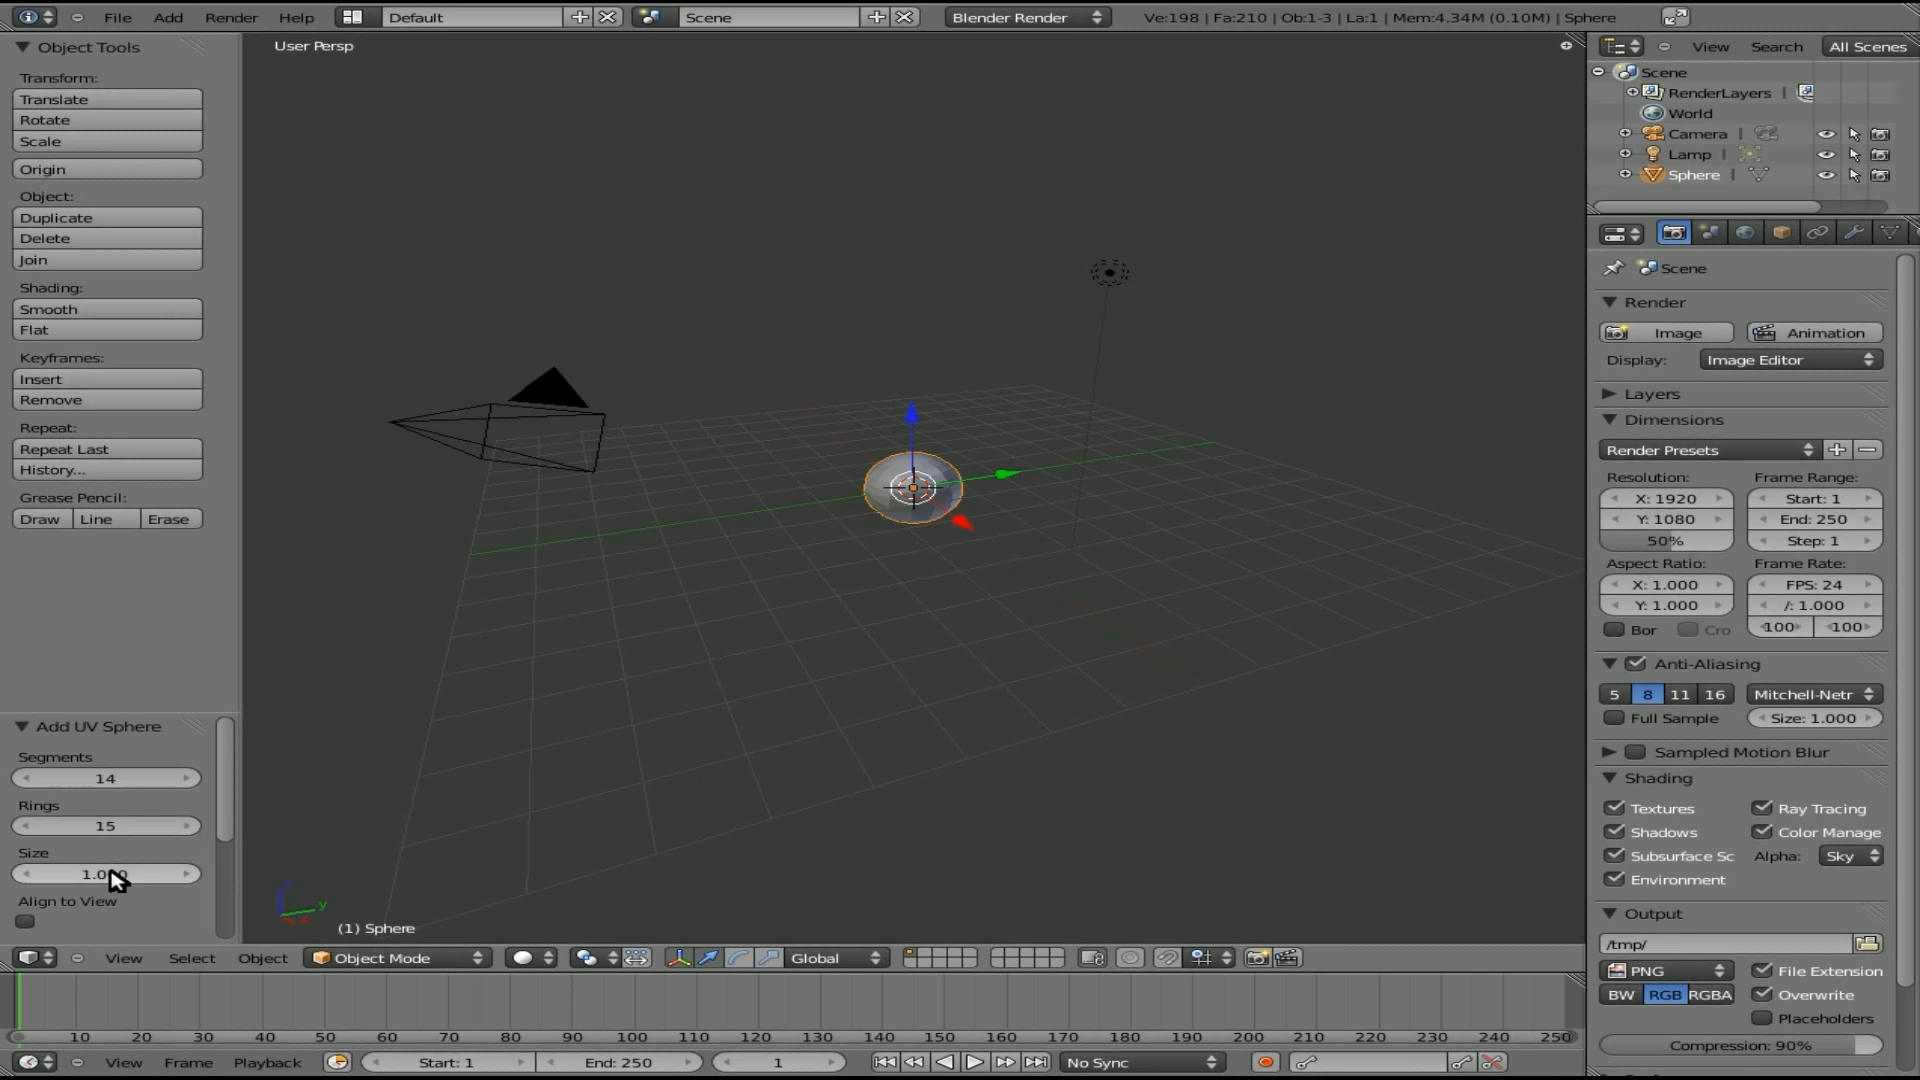 File Add Render Help Default Scene Blender Render Ve:198 | Fa:210 | Ob:1-3 | La:1 | Mem:4.34M (0.10M) | Sphere
Object Tools
Transform:
Translate
Rotate
Scale
Origin
Object:
Duplicate
Delete
Join
Shading:
Smooth
Flat
Keyframes:
Insert
Remove
Repeat:
Repeat Last
History...
Grease Pencil:
Draw Line Erase
Add UV Sphere
Segments
14
Rings
15
Size
Align to View
User Persp
y
(1) Sphere
View Search All Scenes
Scene
RenderLayers |
World
Camera |
Lamp |
Sphere |
Scene
Render
Image Animation
Display: Image Editor
Layers
Dimensions
Render Presets
Resolution: Frame Range:
X: 1920 Start: 1
Y: 1080 End: 250
50% Step: 1
Aspect Ratio: Frame Rate:
X: 1.000 FPS: 24
Y: 1.000 /: 1.000
Bor Cro 100 100
Anti-Aliasing
5 8 11 16 Mitchell-Netr
Full Sample Size: 1.000
Sampled Motion Blur
Shading
Textures Ray Tracing
Shadows Color Manage
Subsurface Sc Alpha: Sky
Environment
Output
/tmp/
PNG File Extension
BW RGB RGBA Overwrite
Placeholders
Compression: 90%
View Select Object Object Mode Global
10 20 30 40 50 60 70 80 90 100 110 120 130 140 150 160 170 180 190 200 210 220 230 240 250
View Frame Playback Start: 1 End: 250 1 No Sync